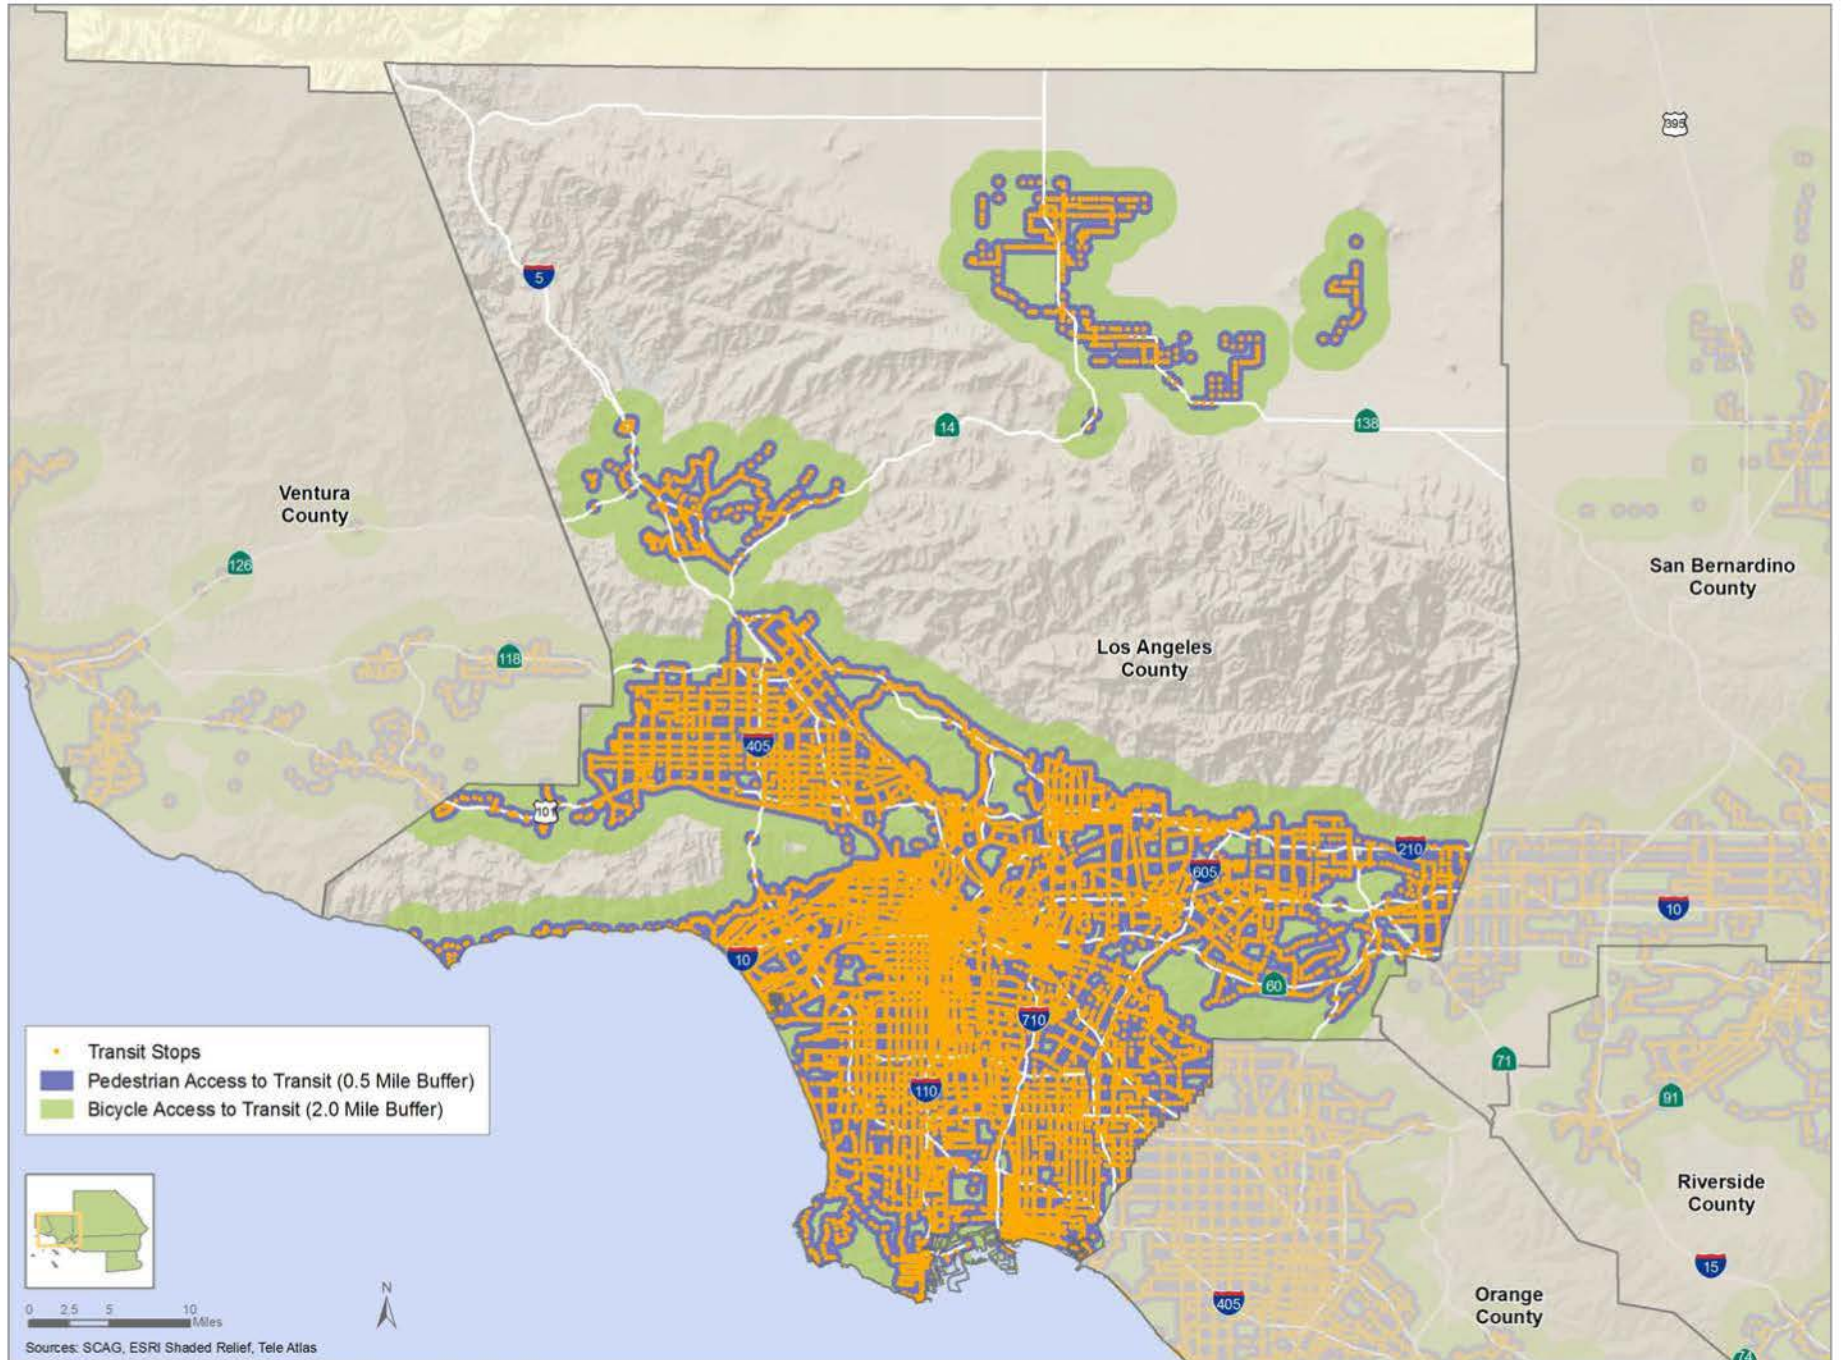 395
5
14
138
Ventura
County
126
San Bernardino
County
118
Los Angeles
County
405
101
210
605
10
10
60
710
Transit Stops
Pedestrian Access to Transit (0.5 Mile Buffer)
Bicycle Access to Transit (2.0 Mile Buffer)
71
110
91
Riverside
County
15
N
Orange
County
405
0 2.5 5 10
Miles
Sources: SCAG, ESRI Shaded Relief, Tele Atlas
74